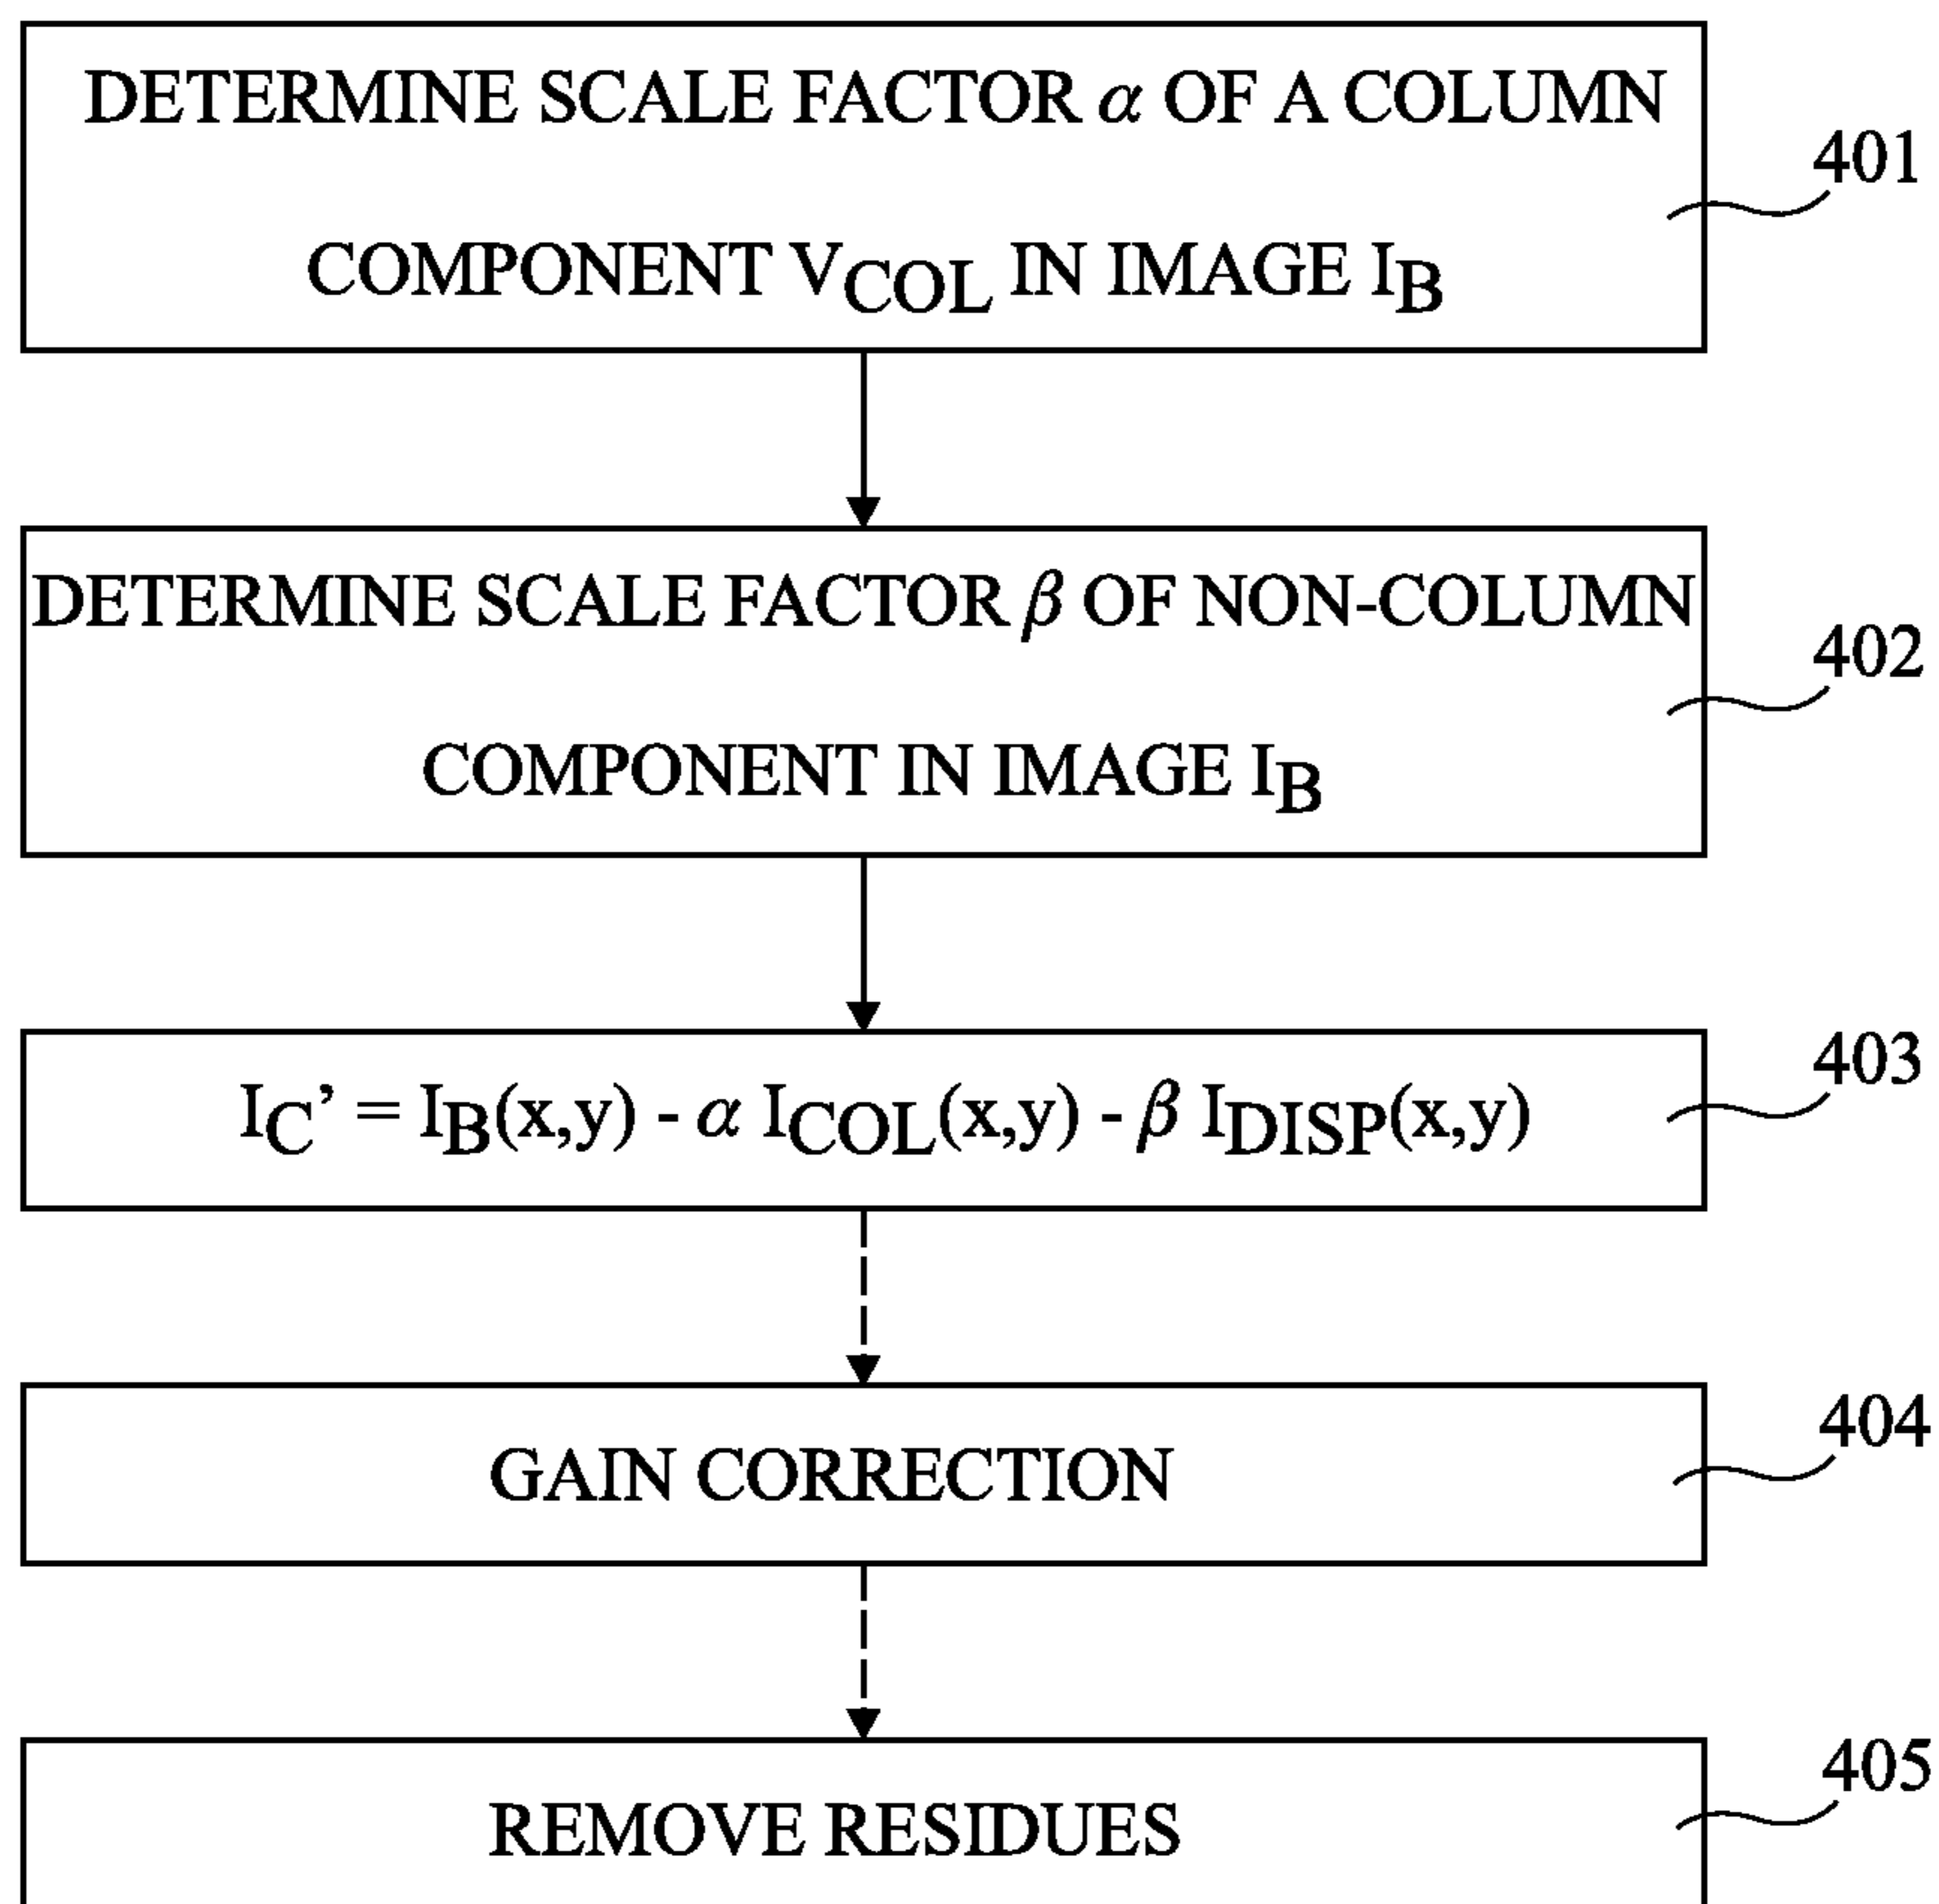 DETERMINE SCALE FACTOR α OF A COLUMN
401
COMPONENT VCOL IN IMAGE IB
DETERMINE SCALE FACTOR β OF NON-COLUMN
402
COMPONENT IN IMAGE IB
403
IC' = IB(x,y) - α ICOL(x,y) - β IDISP(x,y)
404
GAIN CORRECTION
405
REMOVE RESIDUES